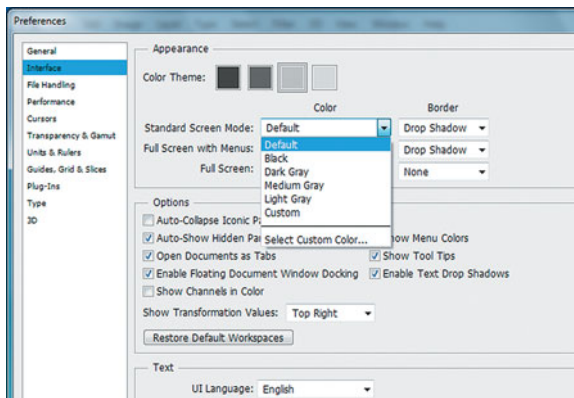 Preferences
General
Interface
File Handling
Performance
Cursors
Transparency & Gamut
Units & Rulers
Guides, Grid & Slices
Plug-Ins
Type
3D
Appearance
Color Theme:
Color Border
Standard Screen Mode: Default Drop Shadow
Full Screen with Menus: Drop Shadow
Full Screen: None
Default
Black
Dark Gray
Medium Gray
Light Gray
Custom
Select Custom Color...
Options
Auto-Collapse Iconic
Auto-Show Hidden Menu Colors
Open Documents as Tabs Show Tool Tips
Enable Floating Document Window Docking Enable Text Drop Shadows
Show Channels in Color
Show Transformation Values: Top Right
Restore Default Workspaces
Text
UI Language: English